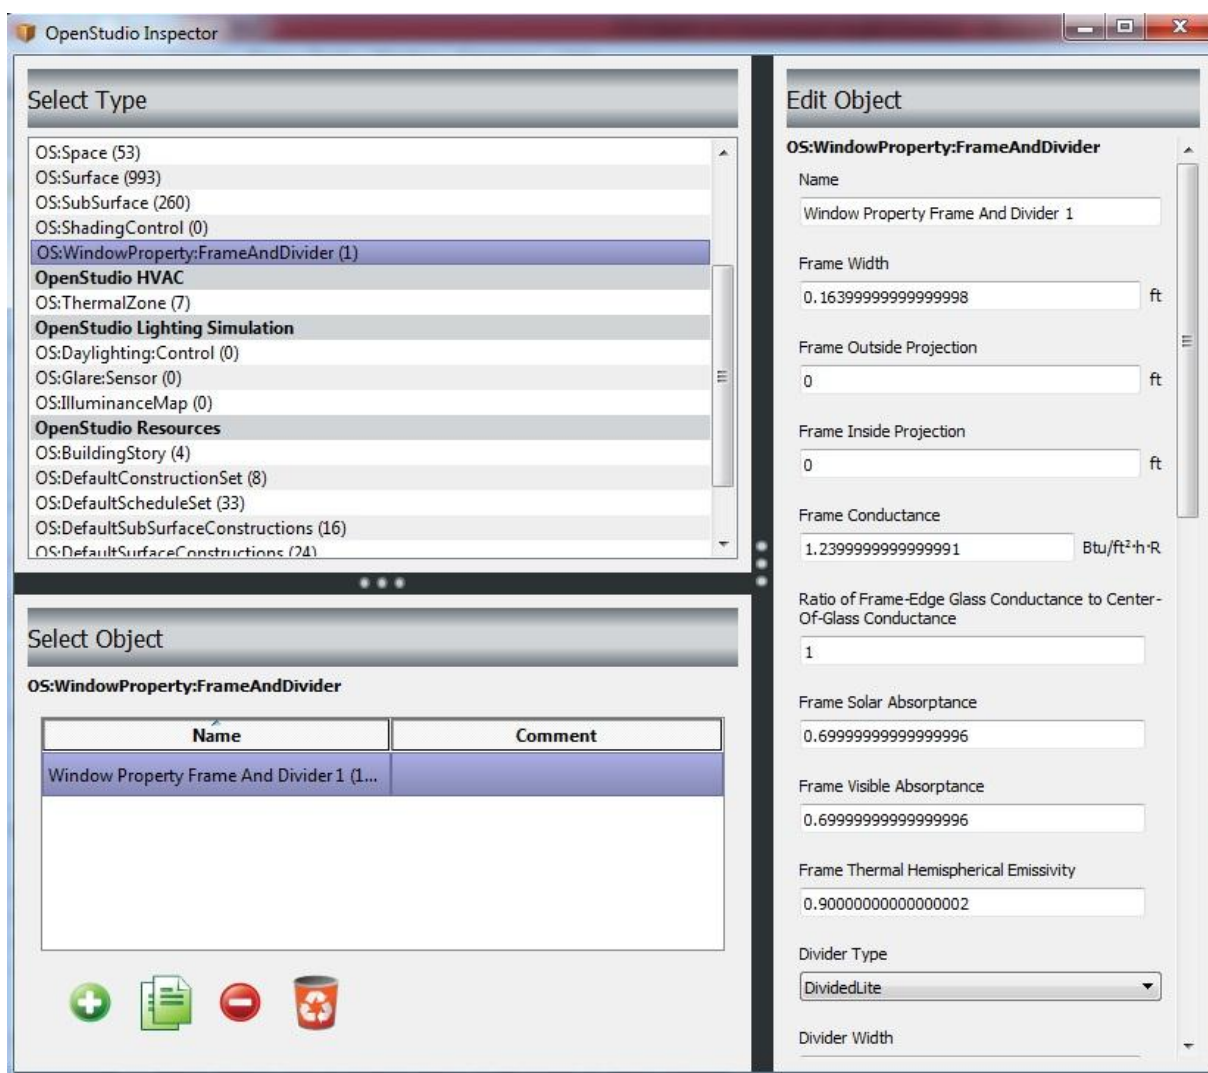 OpenStudio Inspector
Select Type
OS:Space (53)
OS:Surface (993)
OS:SubSurface (260)
OS:ShadingControl (0)
OS:WindowProperty:FrameAndDivider (1)
OpenStudio HVAC
OS:ThermalZone (7)
OpenStudio Lighting Simulation
OS:Daylighting:Control (0)
OS:Glare:Sensor (0)
OS:IlluminanceMap (0)
OpenStudio Resources
OS:BuildingStory (4)
OS:DefaultConstructionSet (8)
OS:DefaultScheduleSet (33)
OS:DefaultSubSurfaceConstructions (16)
OS:DefaultSurfaceConstructions (24)
Select Object
OS:WindowProperty:FrameAndDivider
Name Comment
Window Property Frame And Divider 1 (1...
Edit Object
OS:WindowProperty:FrameAndDivider
Name
Window Property Frame And Divider 1
Frame Width
0.16399999999999998 ft
Frame Outside Projection
0 ft
Frame Inside Projection
0 ft
Frame Conductance
1.2399999999999991 Btu/ft²·h·R
Ratio of Frame-Edge Glass Conductance to Center-
Of-Glass Conductance
1
Frame Solar Absorptance
0.69999999999999996
Frame Visible Absorptance
0.69999999999999996
Frame Thermal Hemispherical Emissivity
0.90000000000000002
Divider Type
DividedLite
Divider Width